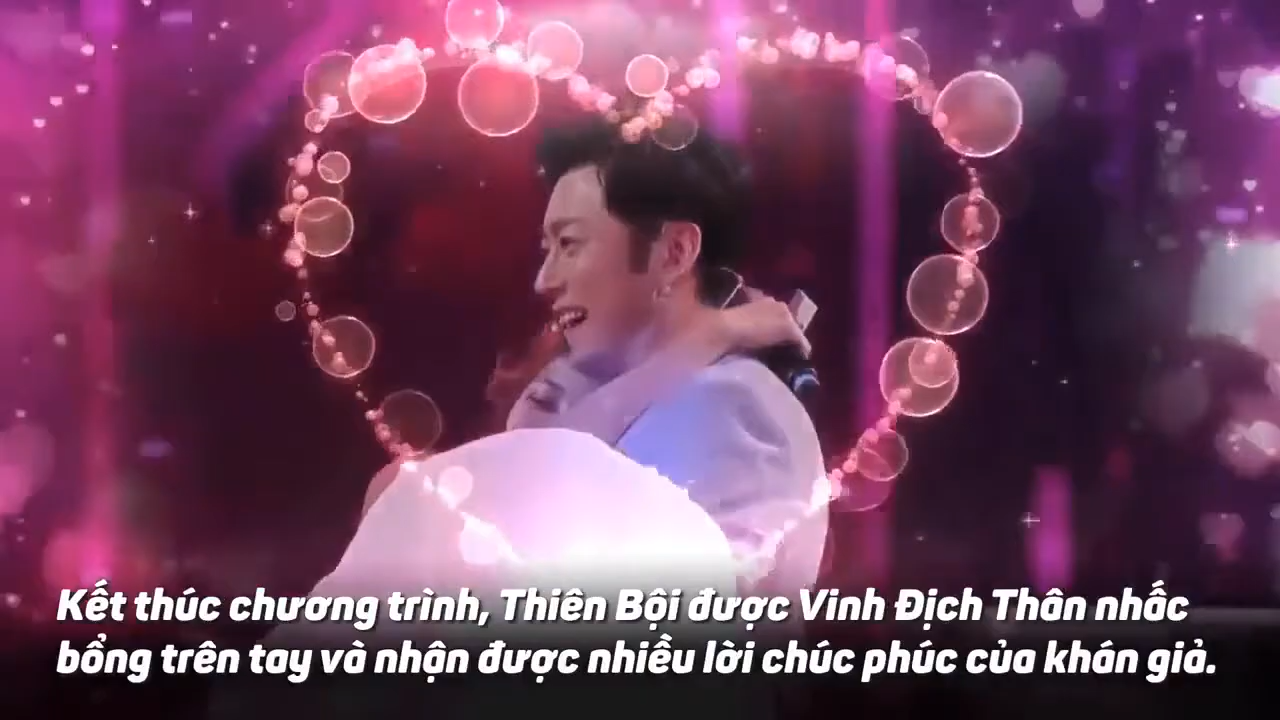 Kết thúc chương trình, Thiên Bội được Vinh Địch Thân nhấc
bổng trên tay và nhận được nhiều lời chúc phúc của khán giả.